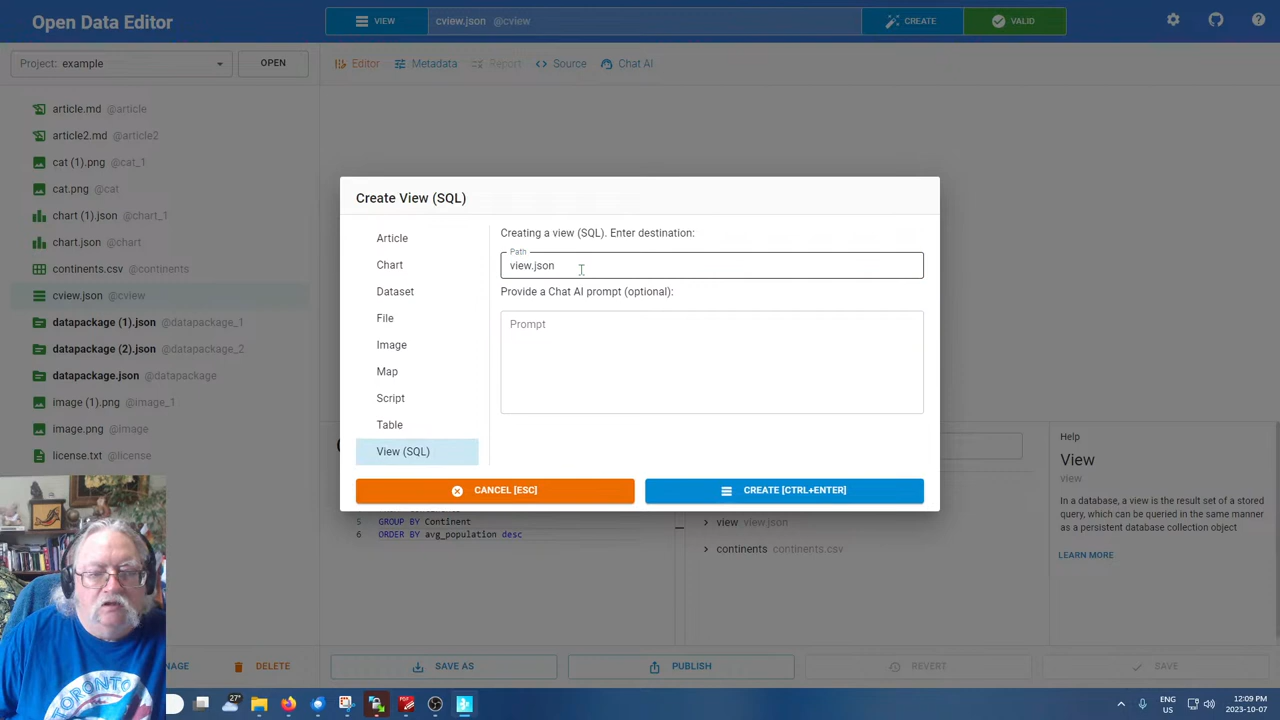 Open Data Editor
VIEW
cview.json @cview
CREATE
VALID
Project: example
OPEN
Editor
Metadata
Report
Source
Chat AI
article.md @article
article2.md @article2
cat (1).png @cat_1
cat.png @cat
chart (1).json @chart_1
chart.json @chart
continents.csv @continents
cview.json @cview
datapackage (1).json @datapackage_1
datapackage (2).json @datapackage_2
datapackage.json @datapackage
image (1).png @image_1
image.png @image
license.txt @license
Create View (SQL)
Article
Chart
Dataset
File
Image
Map
Script
Table
View (SQL)
Creating a view (SQL). Enter destination:
Path
view.json
Provide a Chat AI prompt (optional):
Prompt
CANCEL [ESC]
CREATE [CTRL+ENTER]
5 GROUP BY Continent
6 ORDER BY avg_population desc
view view.json
continents continents.csv
Help
View
view
In a database, a view is the result set of a stored
query, which can be queried in the same manner
as a persistent database collection object
LEARN MORE
DELETE
SAVE AS
PUBLISH
REVERT
SAVE
TORONTO
27°
ENG
US
12:09 PM
2023-10-07